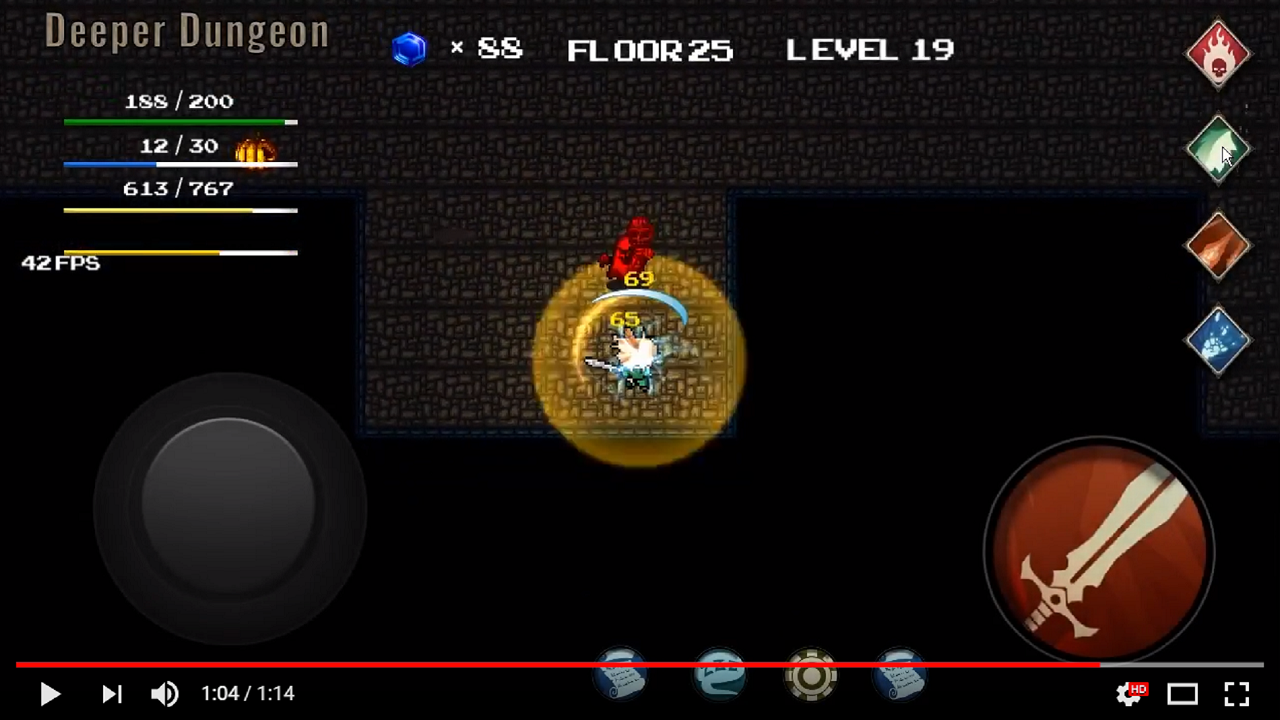 Deeper Dungeon
× 88
FLOOR 25
LEVEL 19
188 / 200
12 / 30
613 / 767
42 FPS
69
65
1:04 / 1:14
HD